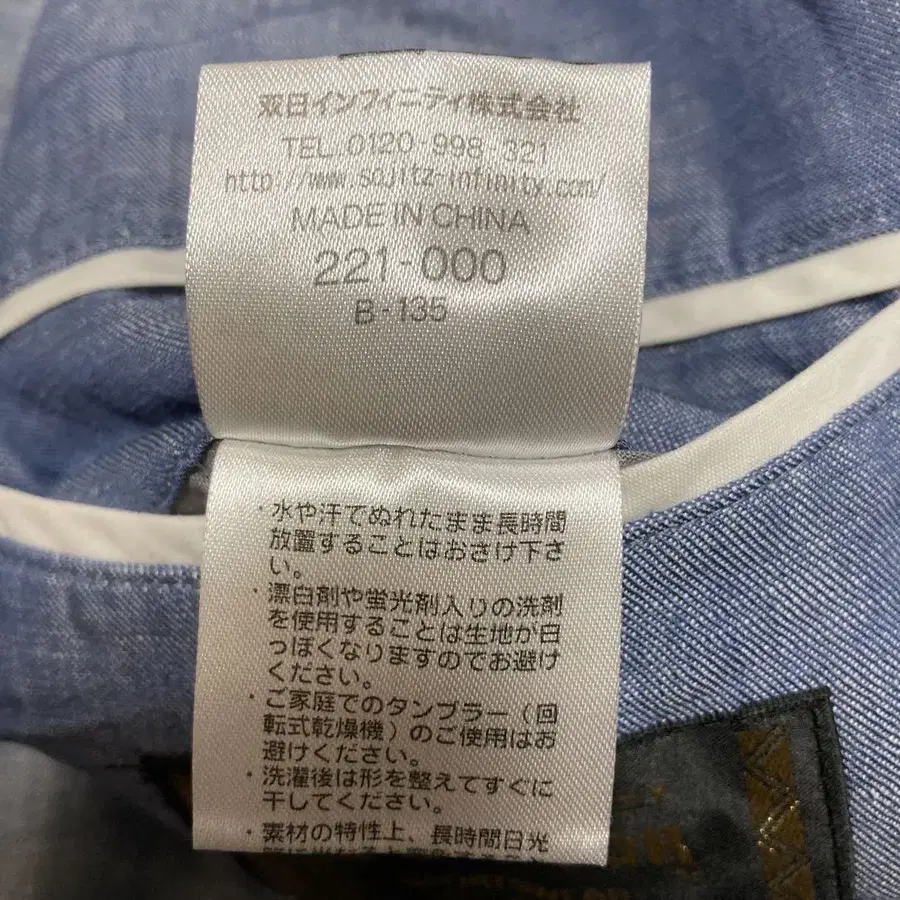 双日インフィニティ株式会社
TEL.0120-998-321
http://www.sojitz-infinity.com/
MADE IN CHINA
221-000
B-135
・水や汗でぬれたまま長時間
放置することはおさけ下さ
い。
・漂白剤や蛍光剤入りの洗剤
を使用することは生地が白
っぽくなりますのでお避け
ください。
・ご家庭でのタンブラー（回
転式乾燥機）のご使用はお
避けください。
・洗濯後は形を整えてすぐに
干してください。
・素材の特性上、長時間日光